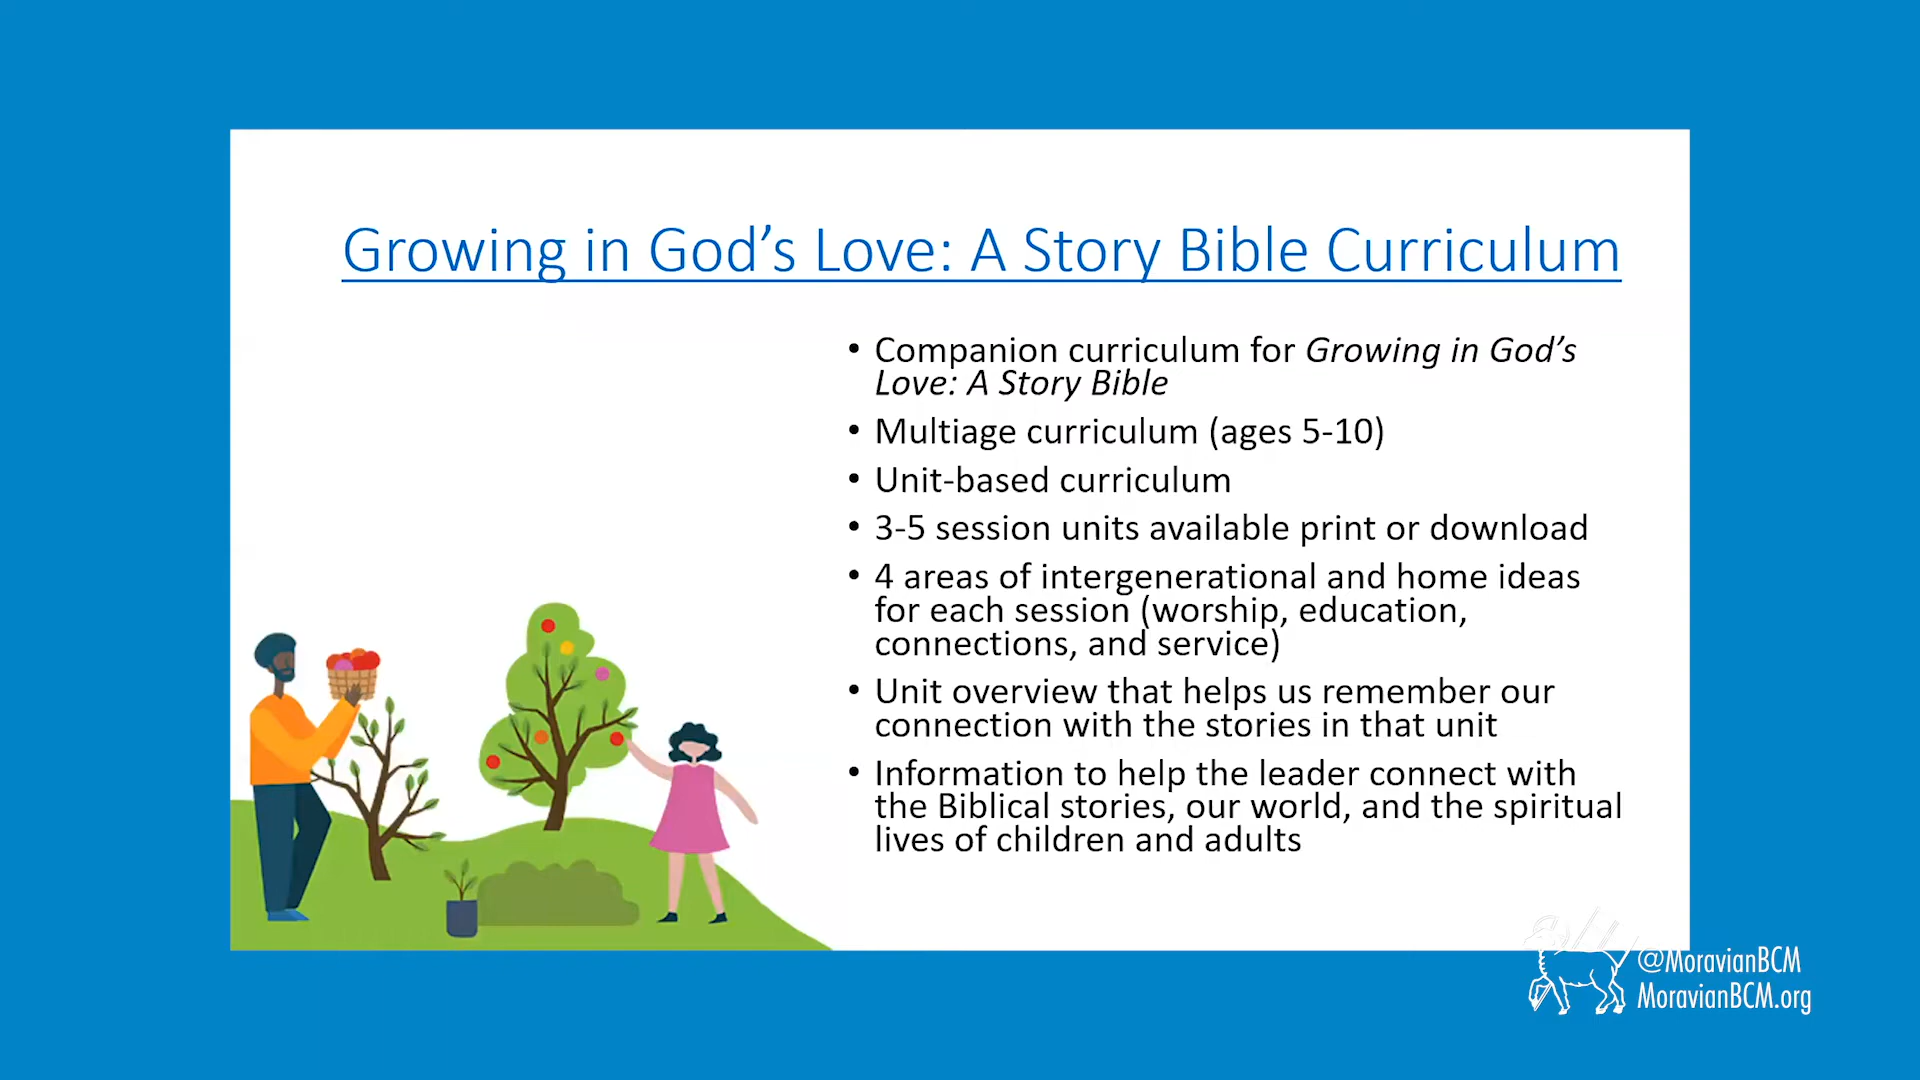 Growing in God’s Love: A Story Bible Curriculum
• Companion curriculum for Growing in God’s
Love: A Story Bible
• Multiage curriculum (ages 5-10)
• Unit-based curriculum
• 3-5 session units available print or download
• 4 areas of intergenerational and home ideas
for each session (worship, education,
connections, and service)
• Unit overview that helps us remember our
connection with the stories in that unit
• Information to help the leader connect with
the Biblical stories, our world, and the spiritual
lives of children and adults
@MoravianBCM
MoravianBCM.org